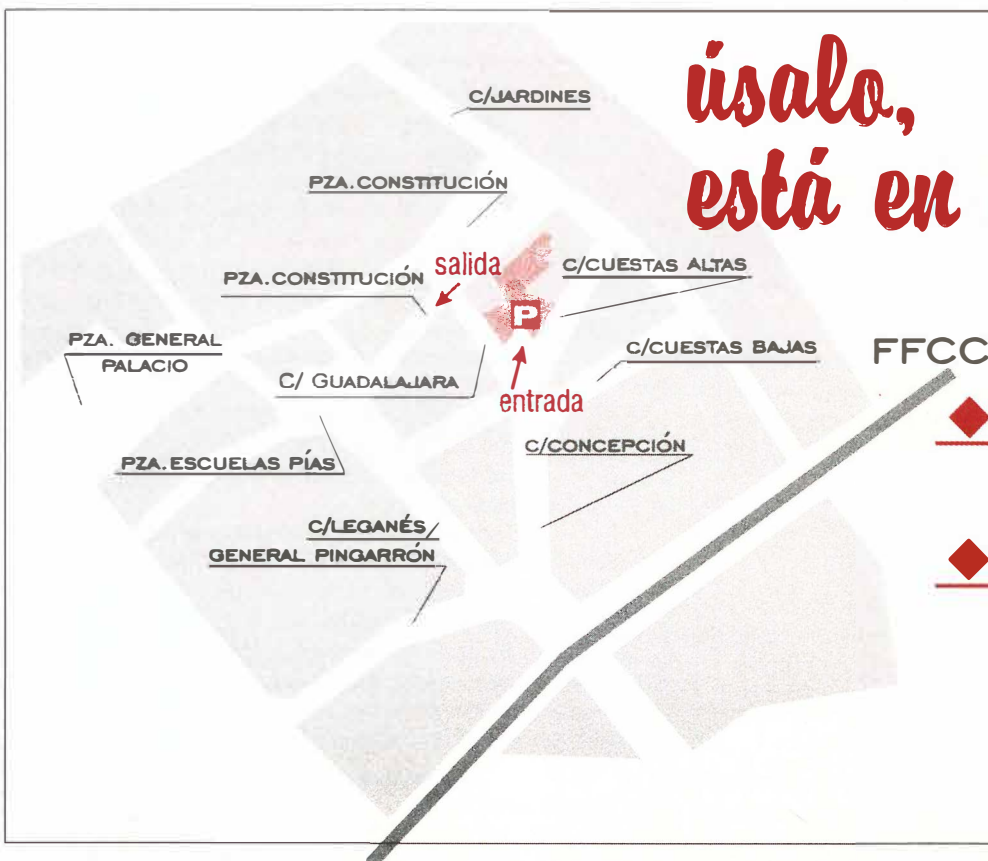 úsalo,
está en
C/JARDINES
PZA. CONSTITUCIÓN
PZA. CONSTITUCIÓN
salida
C/CUESTAS ALTAS
P
PZA. GENERAL
PALACIO
C/ GUADALAJARA
entrada
C/CUESTAS BAJAS
FFCC
PZA. ESCUELAS PÍAS
C/CONCEPCIÓN
C/LEGANÉS
GENERAL PINGARRÓN